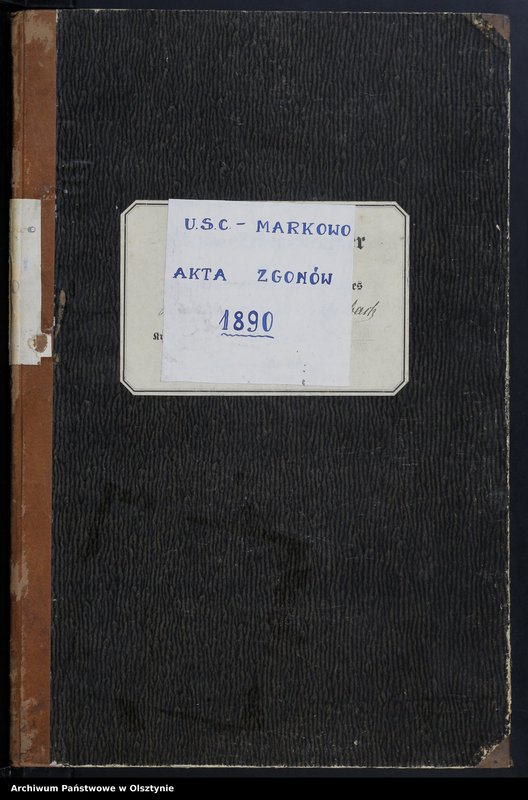 U.S.C. - MARKOWO
AKTA ZGONÓW
1890
Archiwum Państwowe w Olsztynie